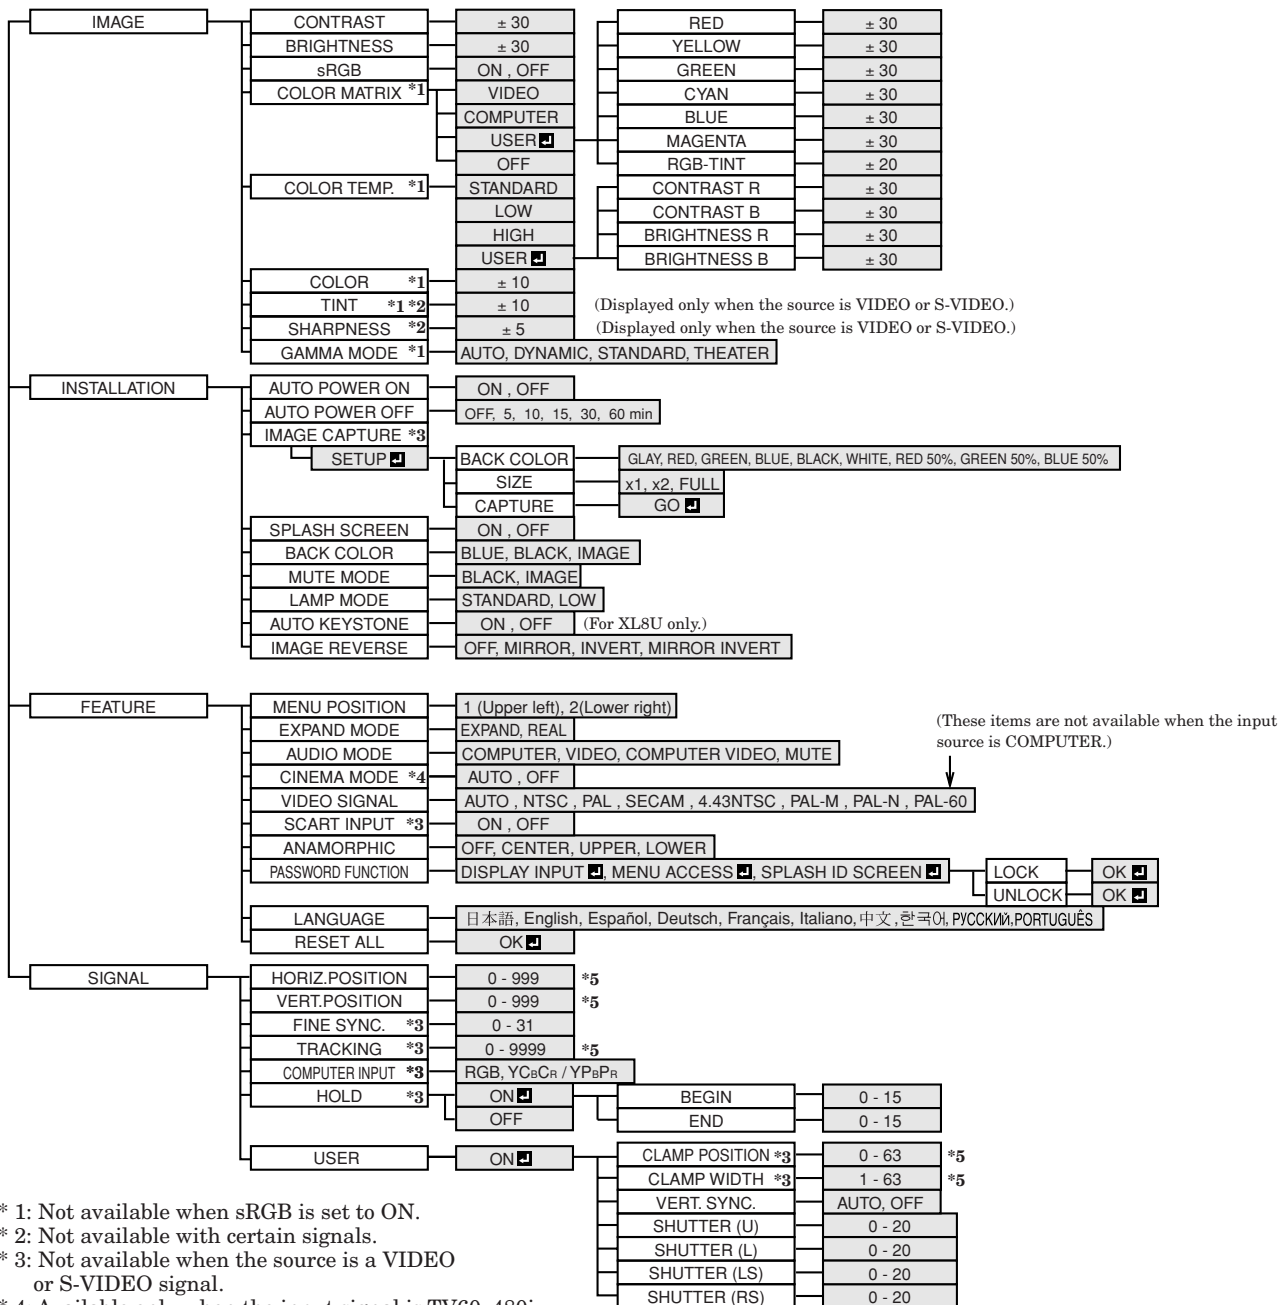 IMAGE CONTRAST ± 30 RED ± 30
BRIGHTNESS ± 30 YELLOW ± 30
sRGB ON , OFF GREEN ± 30
COLOR MATRIX *1 VIDEO CYAN ± 30
COMPUTER BLUE ± 30
USER MAGENTA ± 30
OFF RGB-TINT ± 20
COLOR TEMP. *1 STANDARD CONTRAST R ± 30
LOW CONTRAST B ± 30
HIGH BRIGHTNESS R ± 30
USER BRIGHTNESS B ± 30
COLOR *1 ± 10
TINT *1 *2 ± 10 (Displayed only when the source is VIDEO or S-VIDEO.)
SHARPNESS *2 ± 5 (Displayed only when the source is VIDEO or S-VIDEO.)
GAMMA MODE *1 AUTO, DYNAMIC, STANDARD, THEATER
INSTALLATION AUTO POWER ON ON , OFF
AUTO POWER OFF OFF, 5, 10, 15, 30, 60 min
IMAGE CAPTURE *3
SETUP BACK COLOR GLAY, RED, GREEN, BLUE, BLACK, WHITE, RED 50%, GREEN 50%, BLUE 50%
SIZE x1, x2, FULL
CAPTURE GO
SPLASH SCREEN ON , OFF
BACK COLOR BLUE, BLACK, IMAGE
MUTE MODE BLACK, IMAGE
LAMP MODE STANDARD, LOW
AUTO KEYSTONE ON , OFF (For XL8U only.)
IMAGE REVERSE OFF, MIRROR, INVERT, MIRROR INVERT
FEATURE MENU POSITION 1 (Upper left), 2(Lower right)
EXPAND MODE EXPAND, REAL
(These items are not available when the input
source is COMPUTER.)
AUDIO MODE COMPUTER, VIDEO, COMPUTER VIDEO, MUTE
CINEMA MODE *4 AUTO , OFF
VIDEO SIGNAL AUTO , NTSC , PAL , SECAM , 4.43NTSC , PAL-M , PAL-N , PAL-60
SCART INPUT *3 ON , OFF
ANAMORPHIC OFF, CENTER, UPPER, LOWER
PASSWORD FUNCTION DISPLAY INPUT , MENU ACCESS , SPLASH ID SCREEN LOCK OK
UNLOCK OK
LANGUAGE 日本語, English, Español, Deutsch, Français, Italiano, 中文, 한국어, РУССКИЙ, PORTUGUÊS
RESET ALL OK
SIGNAL HORIZ.POSITION 0 - 999 *5
VERT.POSITION 0 - 999 *5
FINE SYNC. *3 0 - 31
TRACKING *3 0 - 9999 *5
COMPUTER INPUT *3 RGB, YCBCR / YPBPR
HOLD *3 ON BEGIN 0 - 15
OFF END 0 - 15
USER ON CLAMP POSITION *3 0 - 63 *5
CLAMP WIDTH *3 1 - 63 *5
VERT. SYNC. AUTO, OFF
SHUTTER (U) 0 - 20
SHUTTER (L) 0 - 20
SHUTTER (LS) 0 - 20
SHUTTER (RS) 0 - 20
* 1: Not available when sRGB is set to ON.
* 2: Not available with certain signals.
* 3: Not available when the source is a VIDEO
or S-VIDEO signal.
* 4: Available only when the input signal is TV60, 480i